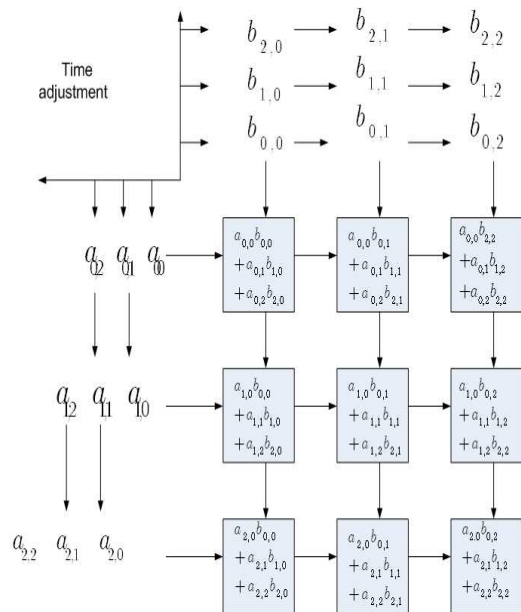 b2,0 b2,1 b2,2
Time
adjustment
b1,0 b1,1 b1,2
b0,0 b0,1 b0,2
a0,2 a0,1 a0,0
a0,0b0,0
+a0,1b1,0
+a0,2b2,0
a0,0b0,1
+a0,1b1,1
+a0,2b2,1
a0,0b2,2
+a0,1b1,2
+a0,2b2,2
a1,2 a1,1 a1,0
a1,0b0,0
+a1,1b1,0
+a1,2b2,0
a1,0b0,1
+a1,1b1,1
+a1,2b2,1
a1,0b0,2
+a1,1b1,2
+a1,2b2,2
a2,2 a2,1 a2,0
a2,0b0,0
+a2,1b1,0
+a2,2b2,0
a2,0b0,1
+a2,1b1,1
+a2,2b2,1
a2,0b0,2
+a2,1b1,2
+a2,2b2,2